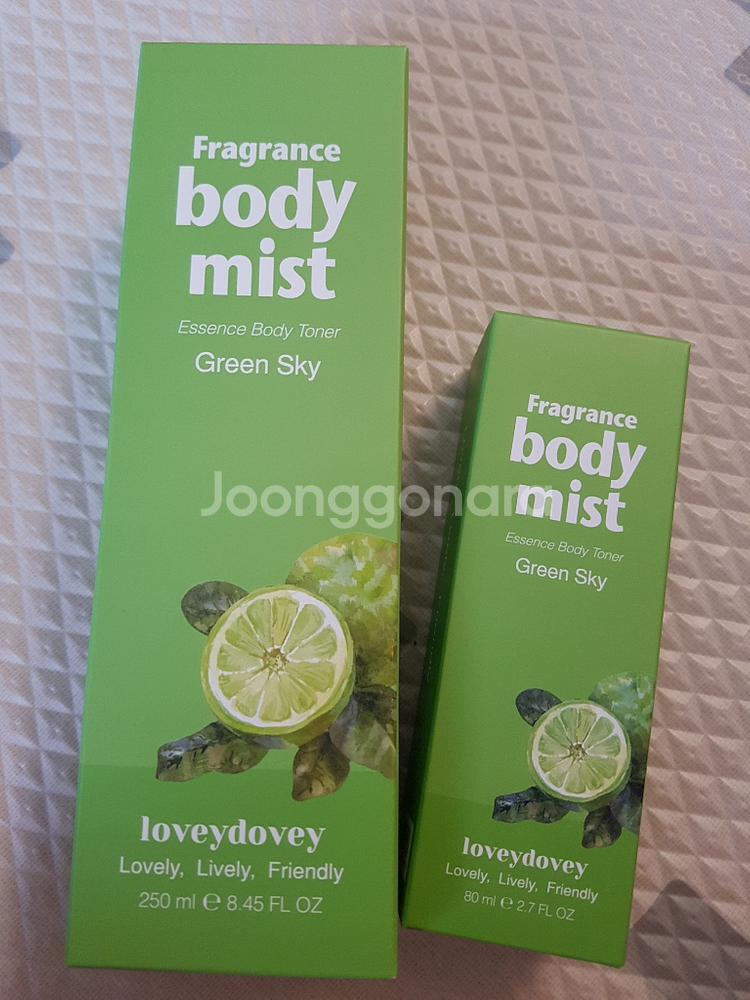 Fragrance
body
mist
Essence Body Toner
Green Sky
loveydovey
Lovely, Lively, Friendly
250 ml ℮ 8.45 FL OZ
Fragrance
body
mist
Essence Body Toner
Green Sky
loveydovey
Lovely, Lively, Friendly
80 ml ℮ 2.7 FL OZ
Joonggonara